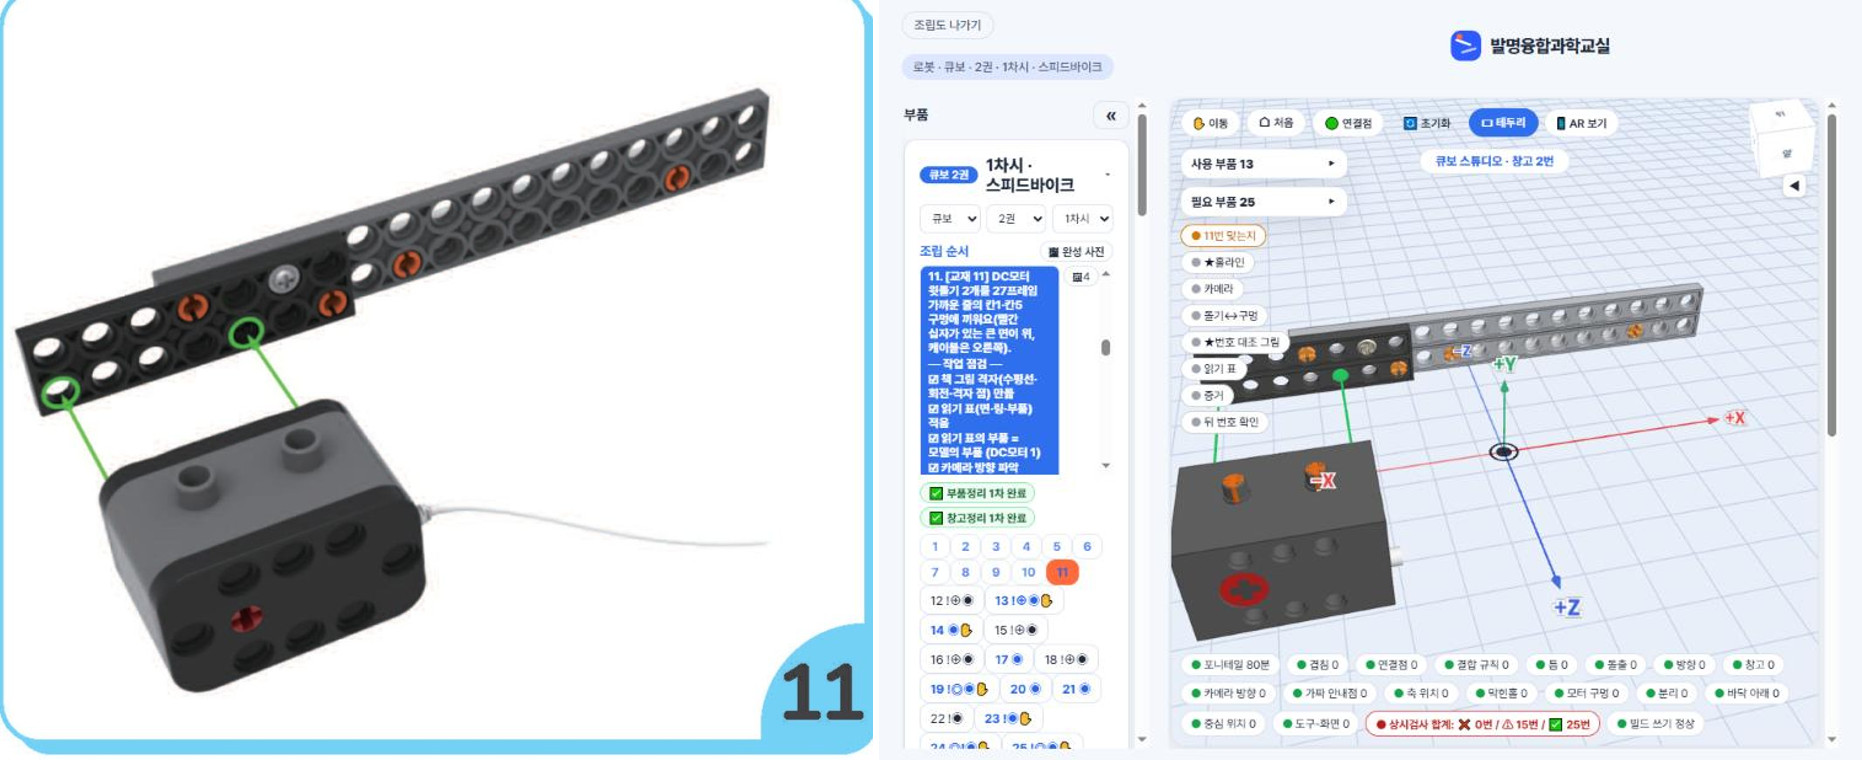 11
조립도 나가기
로봇 · 큐보 · 2권 · 1차시 · 스피드바이크
발명융합과학교실
부품
«
큐보 2권
1차시 ·
스피드바이크
큐보
2권
1차시
조립 순서
완성 사진
11. [교재 11] DC모터
윗돌기 2개를 27프레임
가까운 줄의 칸1·칸5
구멍에 끼워요(빨간
십자가 있는 큰 면이 위,
케이블은 오른쪽).
— 작업 점검 —
☑ 책 그림 격자(수평선·
회전·격자 점) 만듦
☑ 읽기 표(면·링·부품)
적음
☑ 읽기 표의 부품 =
모델의 부품 (DC모터 1)
☑ 카메라 방향 파악
4
✅ 부품정리 1차 완료
✅ 창고정리 1차 완료
1 2 3 4 5 6
7 8 9 10 11
12 !⊕◉ 13 !⊕◉✋
14 ◉✋ 15 !⊕◉
16 !⊕◉ 17 ◉ 18 !⊕◉
19 !◎◉✋ 20 ◉ 21 ◉
22 !◉ 23 !◉✋
이동
처음
연결점
초기화
테두리
AR 보기
사용 부품 13
큐보 스튜디오 · 창고 2번
필요 부품 25
11번 맞는지
★홀라인
카메라
돌기↔구멍
★번호 대조 그림
읽기 표
증거
뒤 번호 확인
-Z
+Y
+X
-X
+Z
포니테일 80분
겹침 0
연결점 0
결합 규칙 0
틈 0
돌출 0
방향 0
창고 0
카메라 방향 0
가짜 안내점 0
축 위치 0
막힌홀 0
모터 구멍 0
분리 0
바닥 아래 0
중심 위치 0
도구-화면 0
상시검사 합계: ❌ 0번 / ⚠ 15번 / ✅ 25번
빌드 쓰기 정상